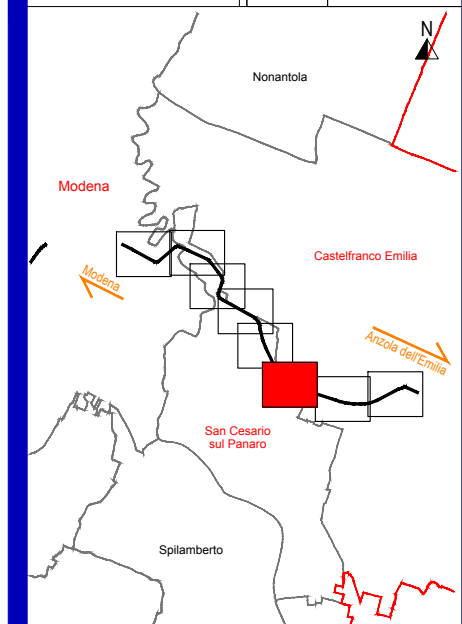 N
Nonantola
Modena
Castelfranco Emilia
Modena
Anzola dell'Emilia
San Cesario
sul Panaro
Spilamberto